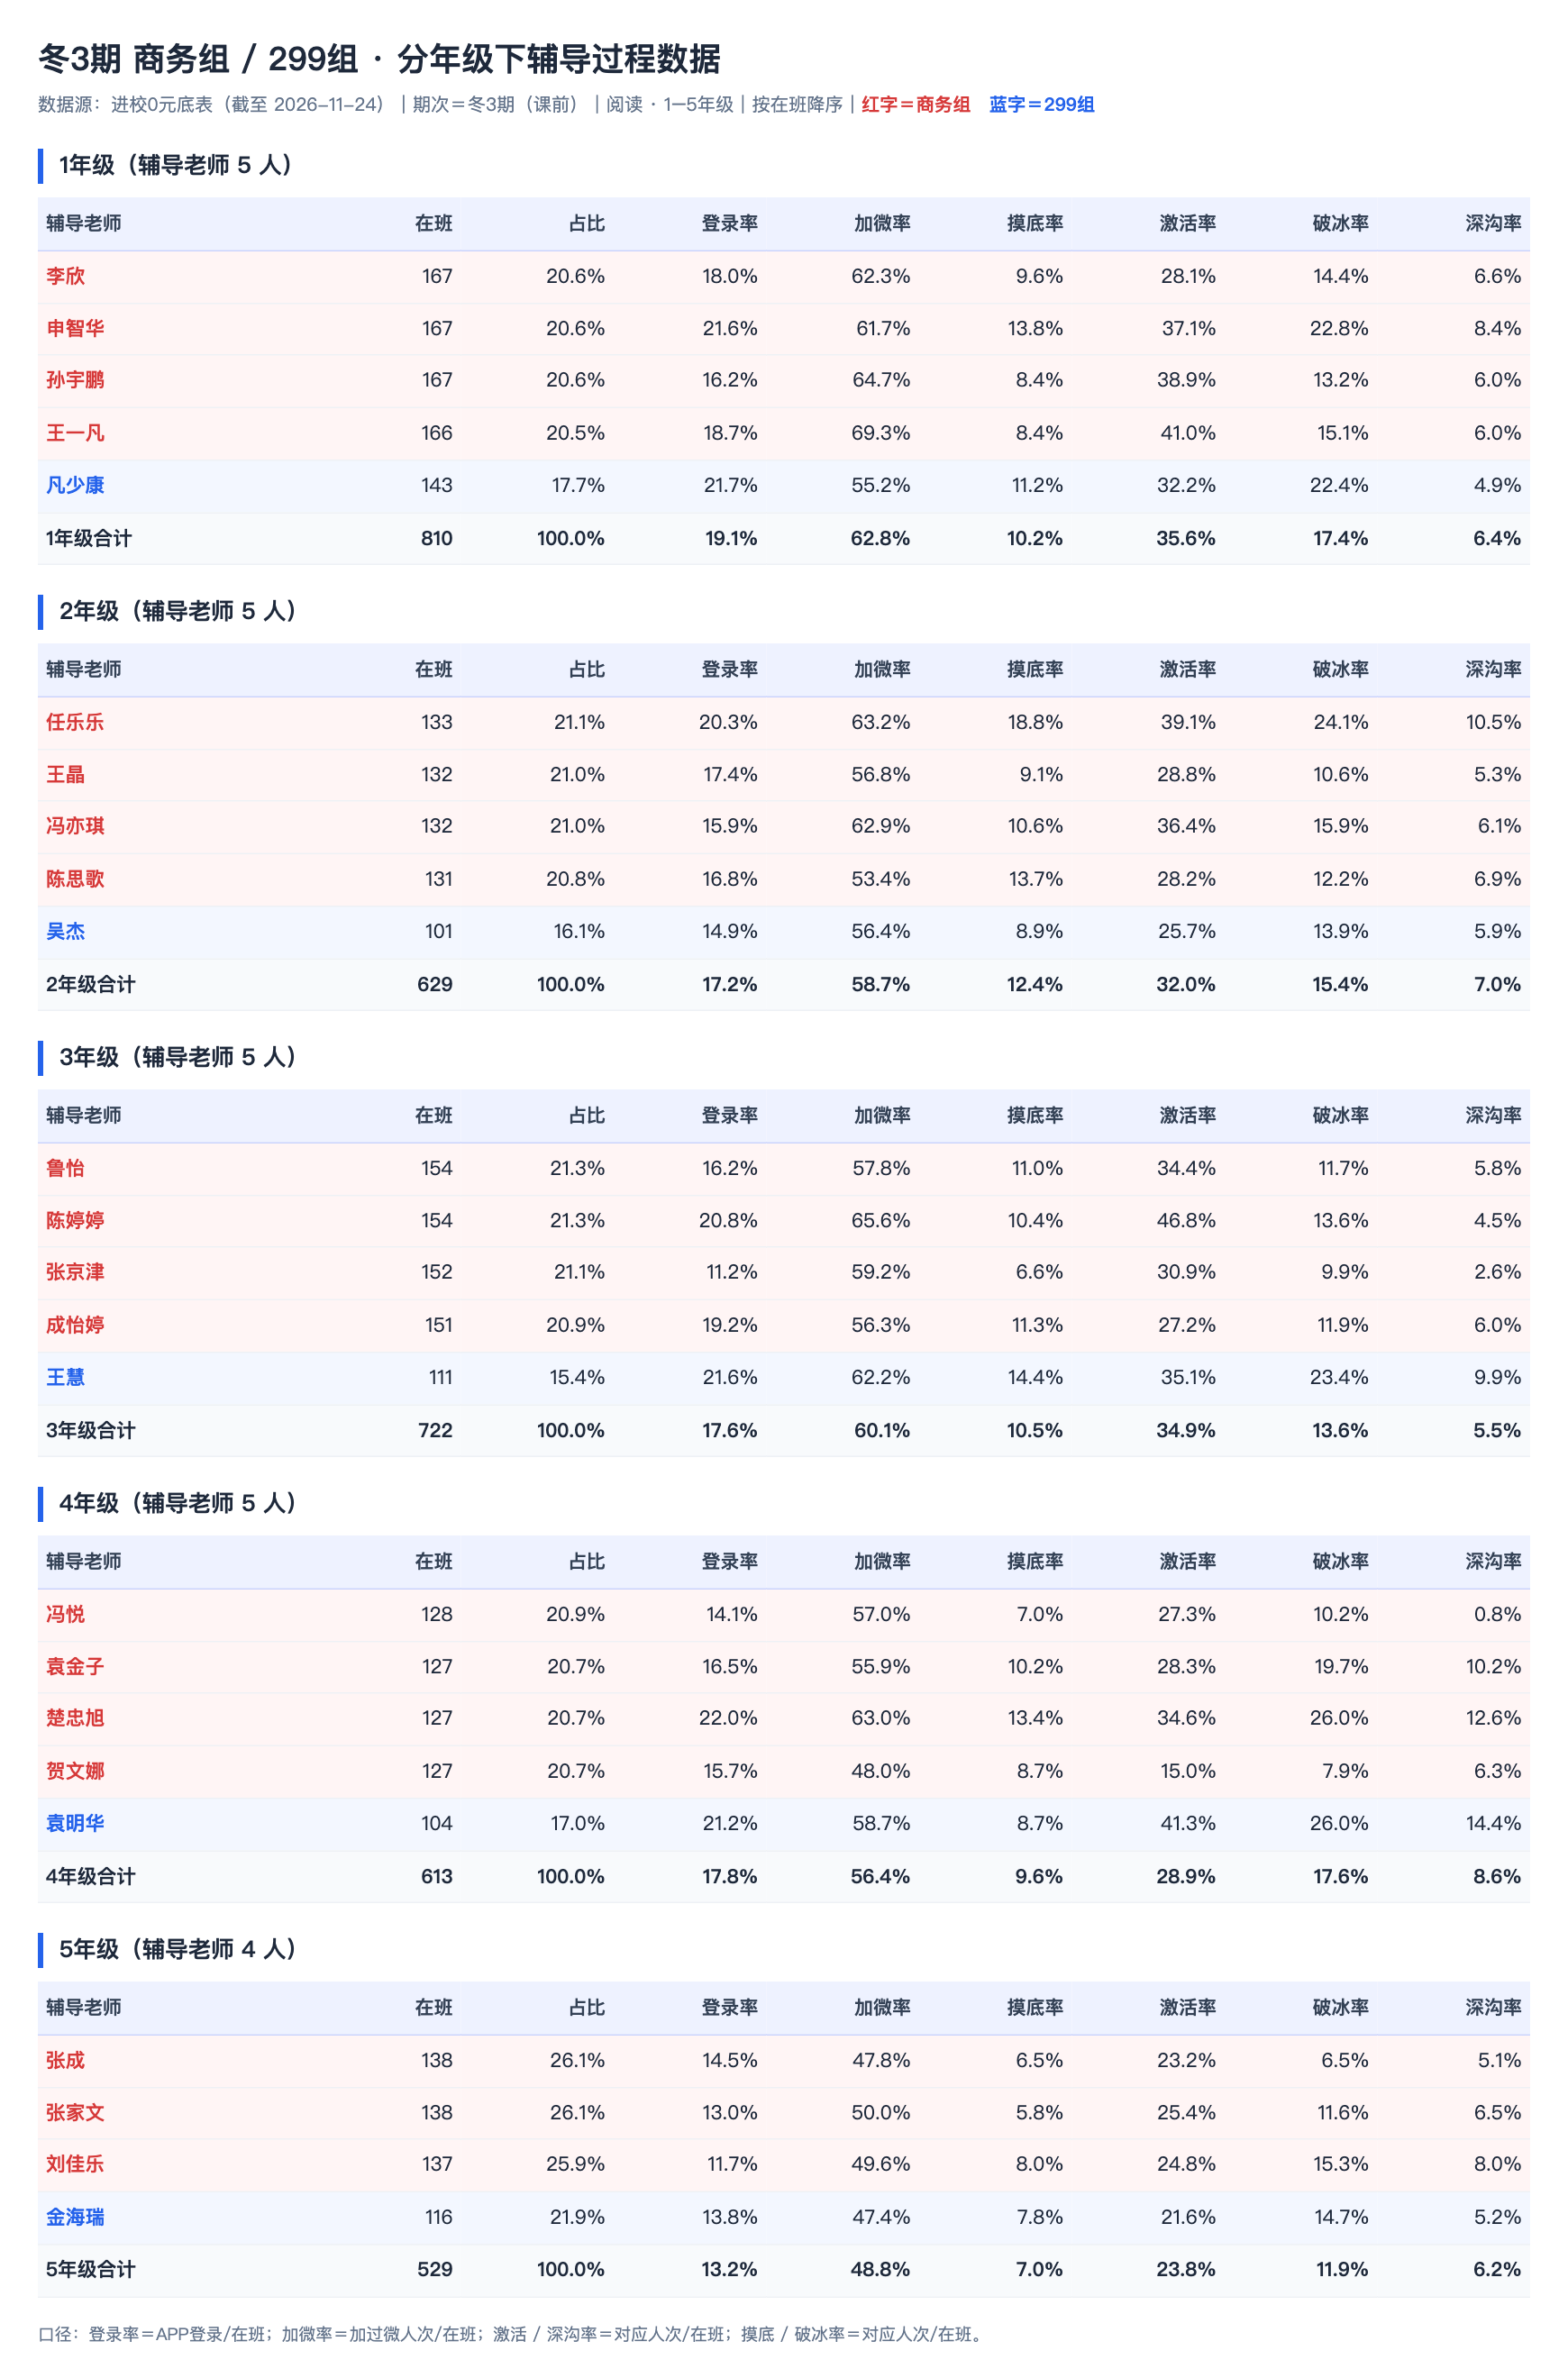 冬3期 商务组 / 299组 · 分年级下辅导过程数据
数据源：进校0元底表（截至 2026-11-24）｜期次＝冬3期（课前）｜阅读 · 1—5年级｜按在班降序｜红字＝商务组 蓝字＝299组
1年级（辅导老师 5 人）
辅导老师 在班 占比 登录率 加微率 摸底率 激活率 破冰率 深沟率
李欣 167 20.6% 18.0% 62.3% 9.6% 28.1% 14.4% 6.6%
申智华 167 20.6% 21.6% 61.7% 13.8% 37.1% 22.8% 8.4%
孙宇鹏 167 20.6% 16.2% 64.7% 8.4% 38.9% 13.2% 6.0%
王一凡 166 20.5% 18.7% 69.3% 8.4% 41.0% 15.1% 6.0%
凡少康 143 17.7% 21.7% 55.2% 11.2% 32.2% 22.4% 4.9%
1年级合计 810 100.0% 19.1% 62.8% 10.2% 35.6% 17.4% 6.4%
2年级（辅导老师 5 人）
辅导老师 在班 占比 登录率 加微率 摸底率 激活率 破冰率 深沟率
任乐乐 133 21.1% 20.3% 63.2% 18.8% 39.1% 24.1% 10.5%
王晶 132 21.0% 17.4% 56.8% 9.1% 28.8% 10.6% 5.3%
冯亦琪 132 21.0% 15.9% 62.9% 10.6% 36.4% 15.9% 6.1%
陈思歌 131 20.8% 16.8% 53.4% 13.7% 28.2% 12.2% 6.9%
吴杰 101 16.1% 14.9% 56.4% 8.9% 25.7% 13.9% 5.9%
2年级合计 629 100.0% 17.2% 58.7% 12.4% 32.0% 15.4% 7.0%
3年级（辅导老师 5 人）
辅导老师 在班 占比 登录率 加微率 摸底率 激活率 破冰率 深沟率
鲁怡 154 21.3% 16.2% 57.8% 11.0% 34.4% 11.7% 5.8%
陈婷婷 154 21.3% 20.8% 65.6% 10.4% 46.8% 13.6% 4.5%
张京津 152 21.1% 11.2% 59.2% 6.6% 30.9% 9.9% 2.6%
成怡婷 151 20.9% 19.2% 56.3% 11.3% 27.2% 11.9% 6.0%
王慧 111 15.4% 21.6% 62.2% 14.4% 35.1% 23.4% 9.9%
3年级合计 722 100.0% 17.6% 60.1% 10.5% 34.9% 13.6% 5.5%
4年级（辅导老师 5 人）
辅导老师 在班 占比 登录率 加微率 摸底率 激活率 破冰率 深沟率
冯悦 128 20.9% 14.1% 57.0% 7.0% 27.3% 10.2% 0.8%
袁金子 127 20.7% 16.5% 55.9% 10.2% 28.3% 19.7% 10.2%
楚忠旭 127 20.7% 22.0% 63.0% 13.4% 34.6% 26.0% 12.6%
贺文娜 127 20.7% 15.7% 48.0% 8.7% 15.0% 7.9% 6.3%
袁明华 104 17.0% 21.2% 58.7% 8.7% 41.3% 26.0% 14.4%
4年级合计 613 100.0% 17.8% 56.4% 9.6% 28.9% 17.6% 8.6%
5年级（辅导老师 4 人）
辅导老师 在班 占比 登录率 加微率 摸底率 激活率 破冰率 深沟率
张成 138 26.1% 14.5% 47.8% 6.5% 23.2% 6.5% 5.1%
张家文 138 26.1% 13.0% 50.0% 5.8% 25.4% 11.6% 6.5%
刘佳乐 137 25.9% 11.7% 49.6% 8.0% 24.8% 15.3% 8.0%
金海瑞 116 21.9% 13.8% 47.4% 7.8% 21.6% 14.7% 5.2%
5年级合计 529 100.0% 13.2% 48.8% 7.0% 23.8% 11.9% 6.2%
口径：登录率＝APP登录/在班；加微率＝加过微人次/在班；激活 / 深沟率＝对应人次/在班；摸底 / 破冰率＝对应人次/在班。